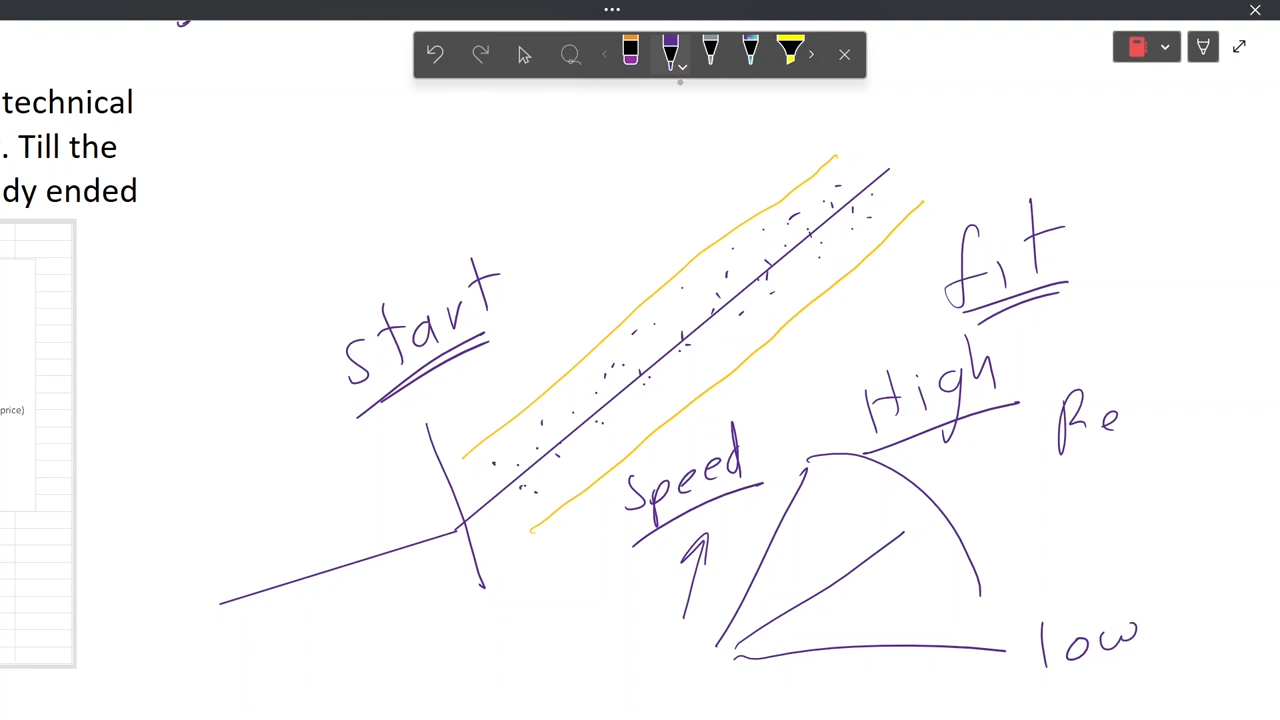 technical
. Till the
dy ended
price)
start
fit
High
Re
Speed
low